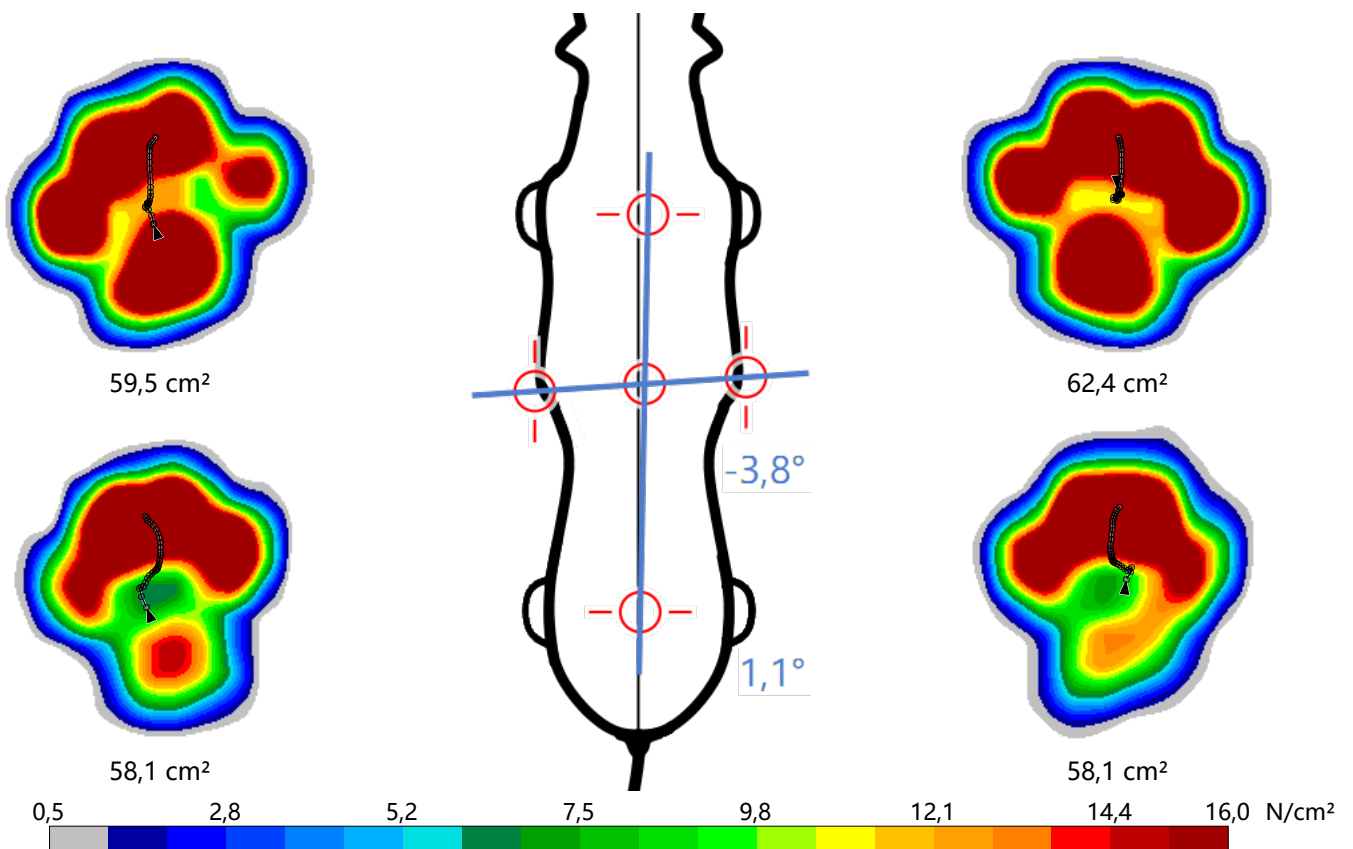 59,5 cm²
62,4 cm²
-3,8°
1,1°
58,1 cm²
58,1 cm²
0,5 2,8 5,2 7,5 9,8 12,1 14,4 16,0 N/cm²